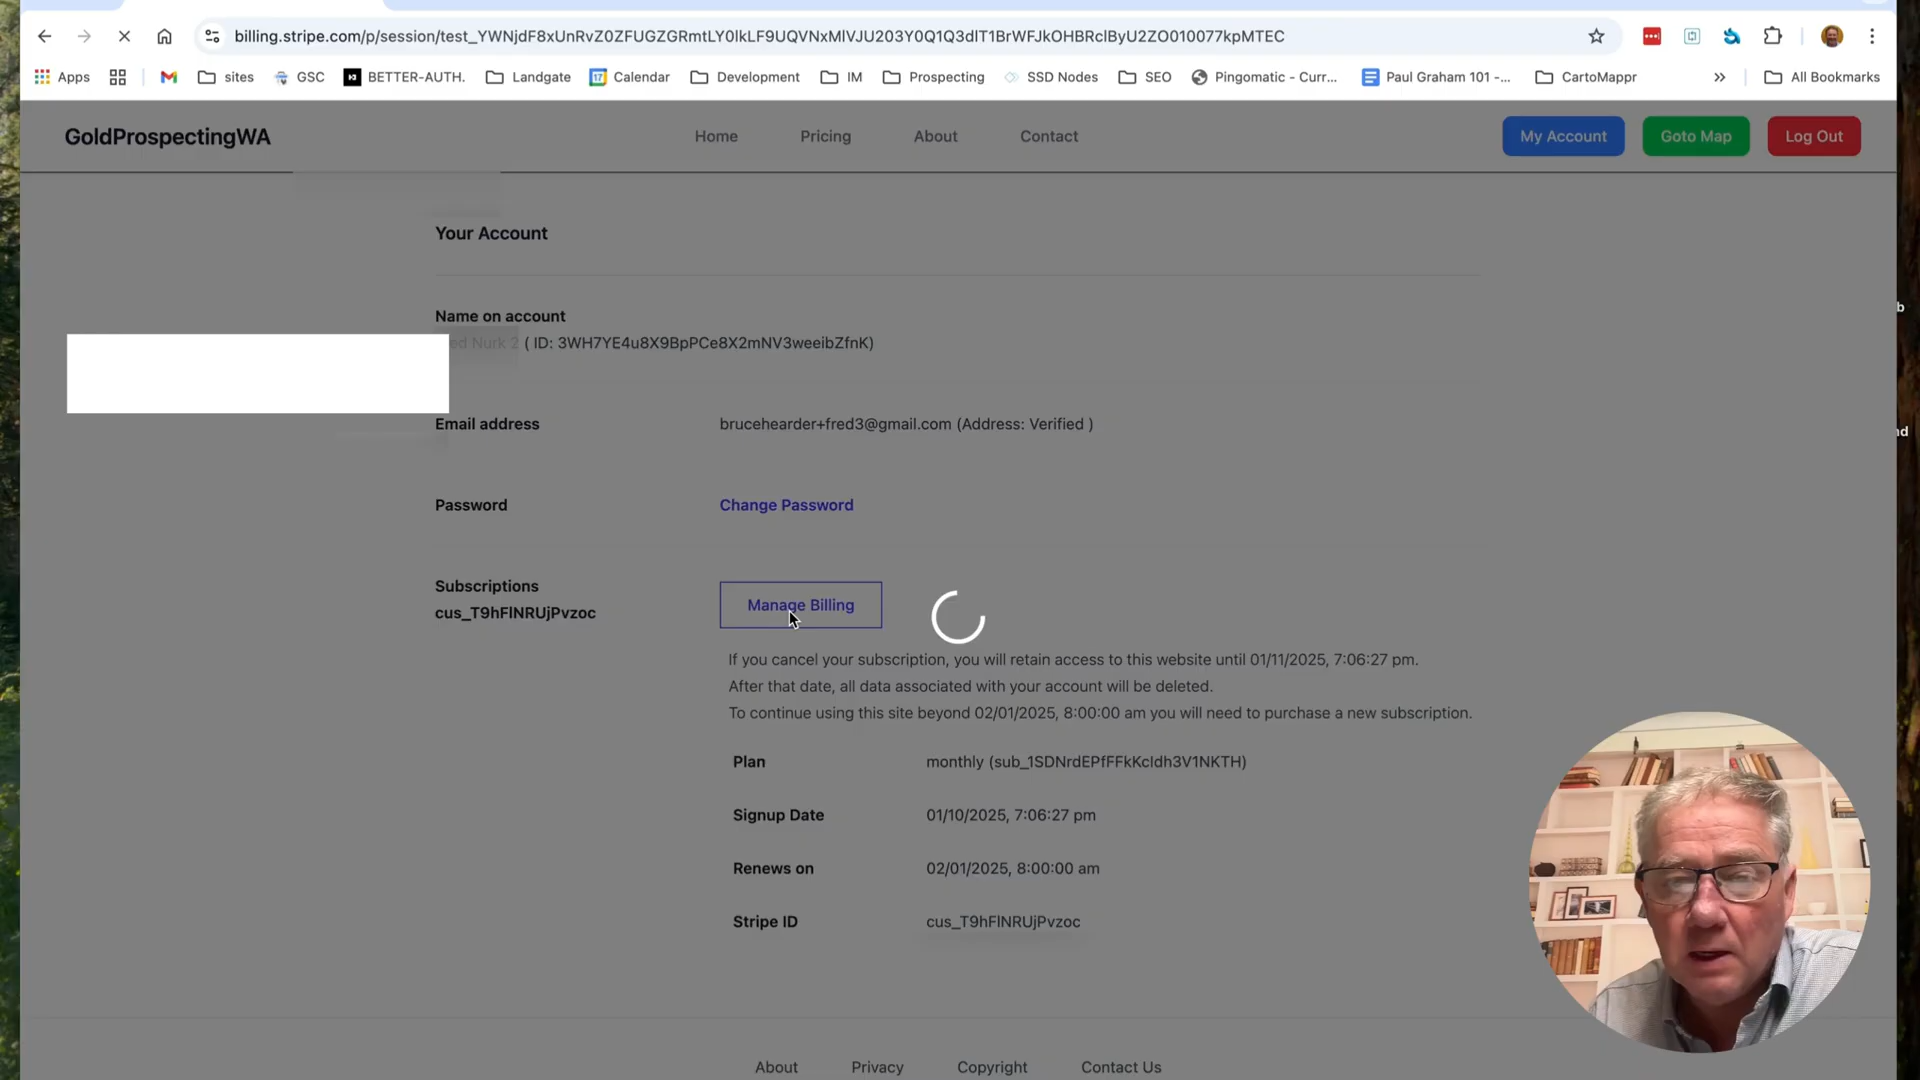 billing.stripe.com/p/session/test_YWNjdF8xUnRvZ0ZFUGZGRmtLY0lkLF9UQVNxMlVJU203Y0Q1Q3dIT1BrWFJkOHBRclByU2ZO010077kpMTEC
Apps sites GSC BETTER-AUTH. Landgate Calendar Development IM Prospecting SSD Nodes SEO Pingomatic - Curr... Paul Graham 101 -... CartoMappr » All Bookmarks
GoldProspectingWA Home Pricing About Contact My Account Goto Map Log Out
Your Account
Name on account
Nurk 2 ( ID: 3WH7YE4u8X9BpPCe8X2mNV3weeibZfnK)
Email address brucehearder+fred3@gmail.com (Address: Verified )
Password Change Password
Subscriptions
cus_T9hFlNRUjPvzoc
Manage Billing
If you cancel your subscription, you will retain access to this website until 01/11/2025, 7:06:27 pm.
After that date, all data associated with your account will be deleted.
To continue using this site beyond 02/01/2025, 8:00:00 am you will need to purchase a new subscription.
Plan monthly (sub_1SDNrdEPfFFkKcIdh3V1NKTH)
Signup Date 01/10/2025, 7:06:27 pm
Renews on 02/01/2025, 8:00:00 am
Stripe ID cus_T9hFlNRUjPvzoc
About Privacy Copyright Contact Us